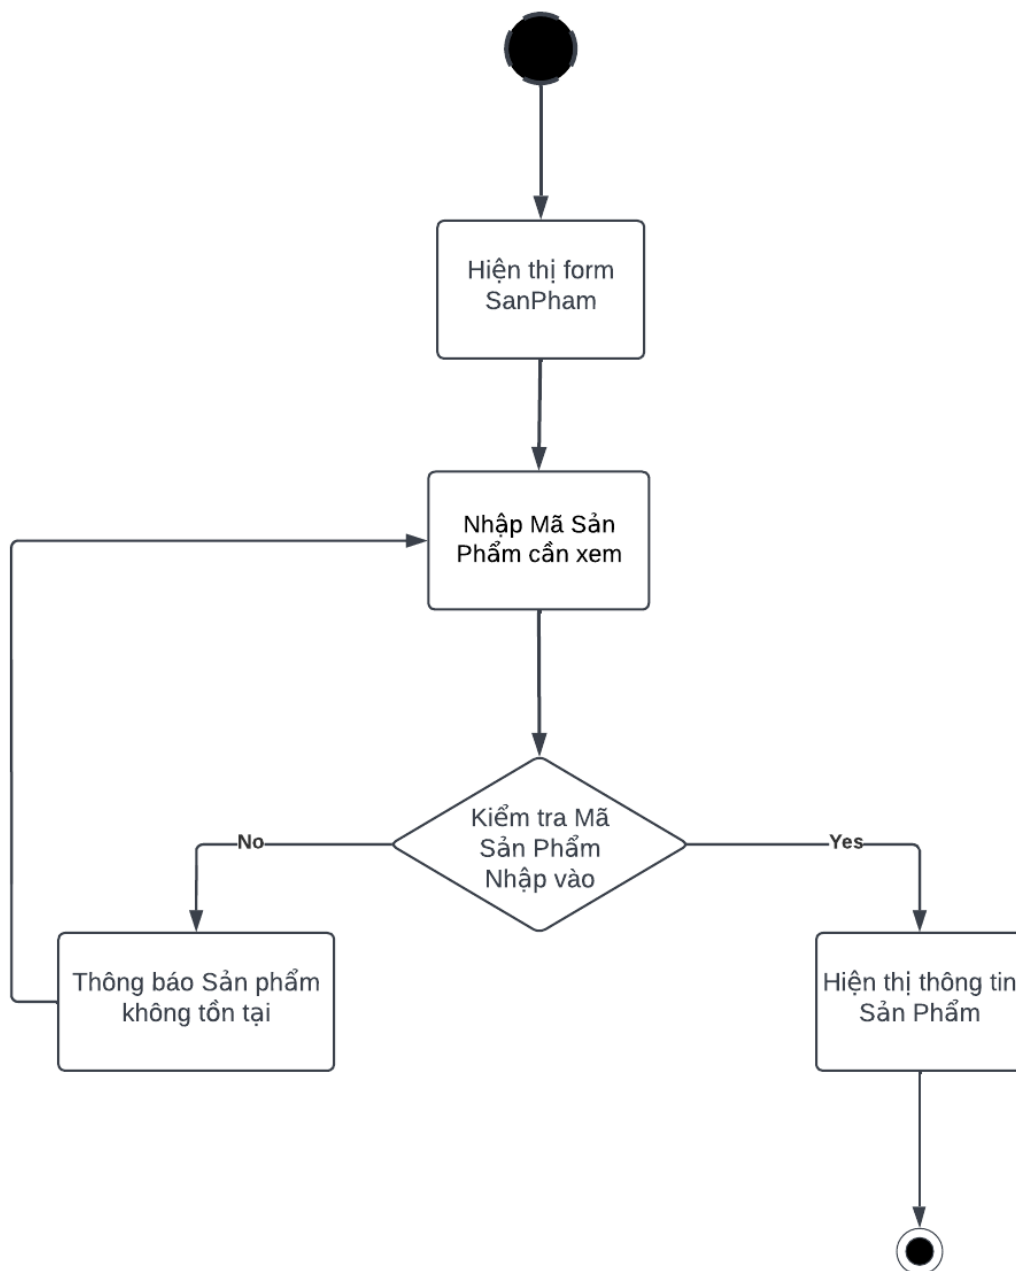 Hiện thị form
SanPham
Nhập Mã Sản
Phẩm cần xem
Kiểm tra Mã
Sản Phẩm
Nhập vào
No
Yes
Thông báo Sản phẩm
không tồn tại
Hiện thị thông tin
Sản Phẩm